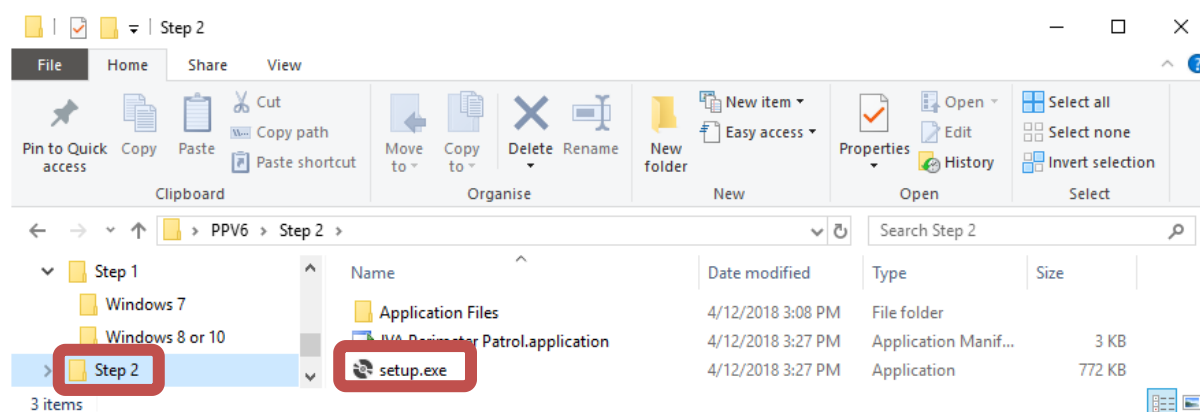 Step 2
File Home Share View
Pin to Quick access
Copy
Paste
Cut
Copy path
Paste shortcut
Move to
Copy to
Delete
Rename
New folder
New item
Easy access
Properties
Open
Edit
History
Select all
Select none
Invert selection
Clipboard Organise New Open Select
PPV6 > Step 2 >
Search Step 2
Step 1
Windows 7
Windows 8 or 10
Step 2
Name Date modified Type Size
Application Files 4/12/2018 3:08 PM File folder
JVA Perimeter Patrol.application 4/12/2018 3:27 PM Application Manif... 3 KB
setup.exe 4/12/2018 3:27 PM Application 772 KB
3 items